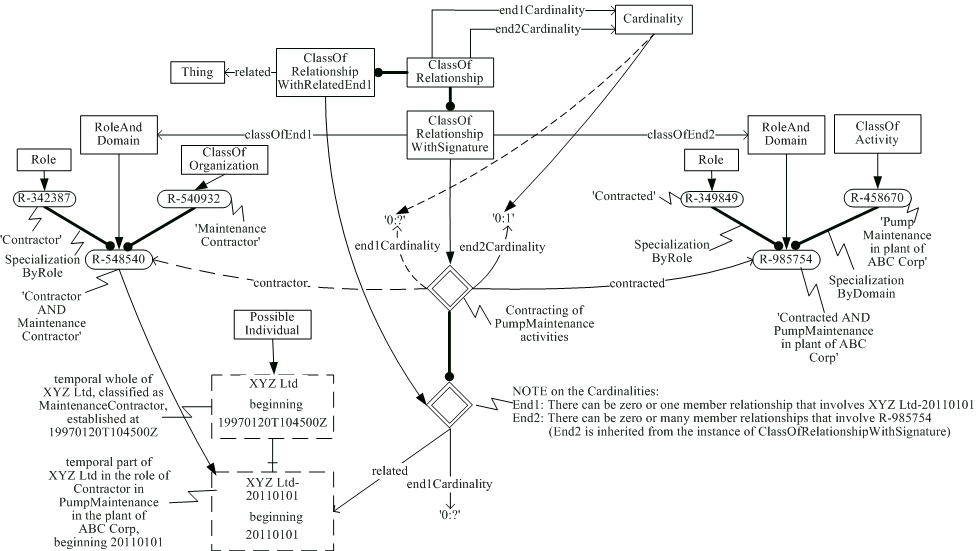 end1Cardinality
end2Cardinality
Cardinality
Thing
related
ClassOf
Relationship
WithRelatedEnd1
ClassOf
Relationship
RoleAnd
Domain
classOfEnd1
ClassOf
Relationship
WithSignature
classOfEnd2
RoleAnd
Domain
ClassOf
Activity
Role
ClassOf
Organization
Role
R-342387
R-540932
R-349849
R-458670
'Contractor'
'Maintenance
Contractor'
'Contracted'
'Pump
Maintenance
in plant of
ABC Corp'
'0:?'
'0:1'
end1Cardinality
end2Cardinality
Specialization
ByRole
R-548540
Specialization
ByRole
R-985754
Specialization
ByDomain
contractor
contracted
'Contractor
AND
Maintenance
Contractor'
Possible
Individual
Contracting of
PumpMaintenance
activities
'Contracted AND
PumpMaintenance
in plant of ABC
Corp'
temporal whole of
XYZ Ltd, classified as
MaintenanceContractor,
established at
19970120T104500Z
XYZ Ltd
beginning
19970120T104500Z
NOTE on the Cardinalities:
End1: There can be zero or one member relationship that involves XYZ Ltd-20110101
End2: There can be zero or many member relationships that involve R-985754
(End2 is inherited from the instance of ClassOfRelationshipWithSignature)
temporal part of
XYZ Ltd in the role of
Contractor in
PumpMaintenance
in the plant of
ABC Corp,
beginning 20110101
XYZ Ltd-
20110101
beginning
20110101
related
end1Cardinality
'0:?'